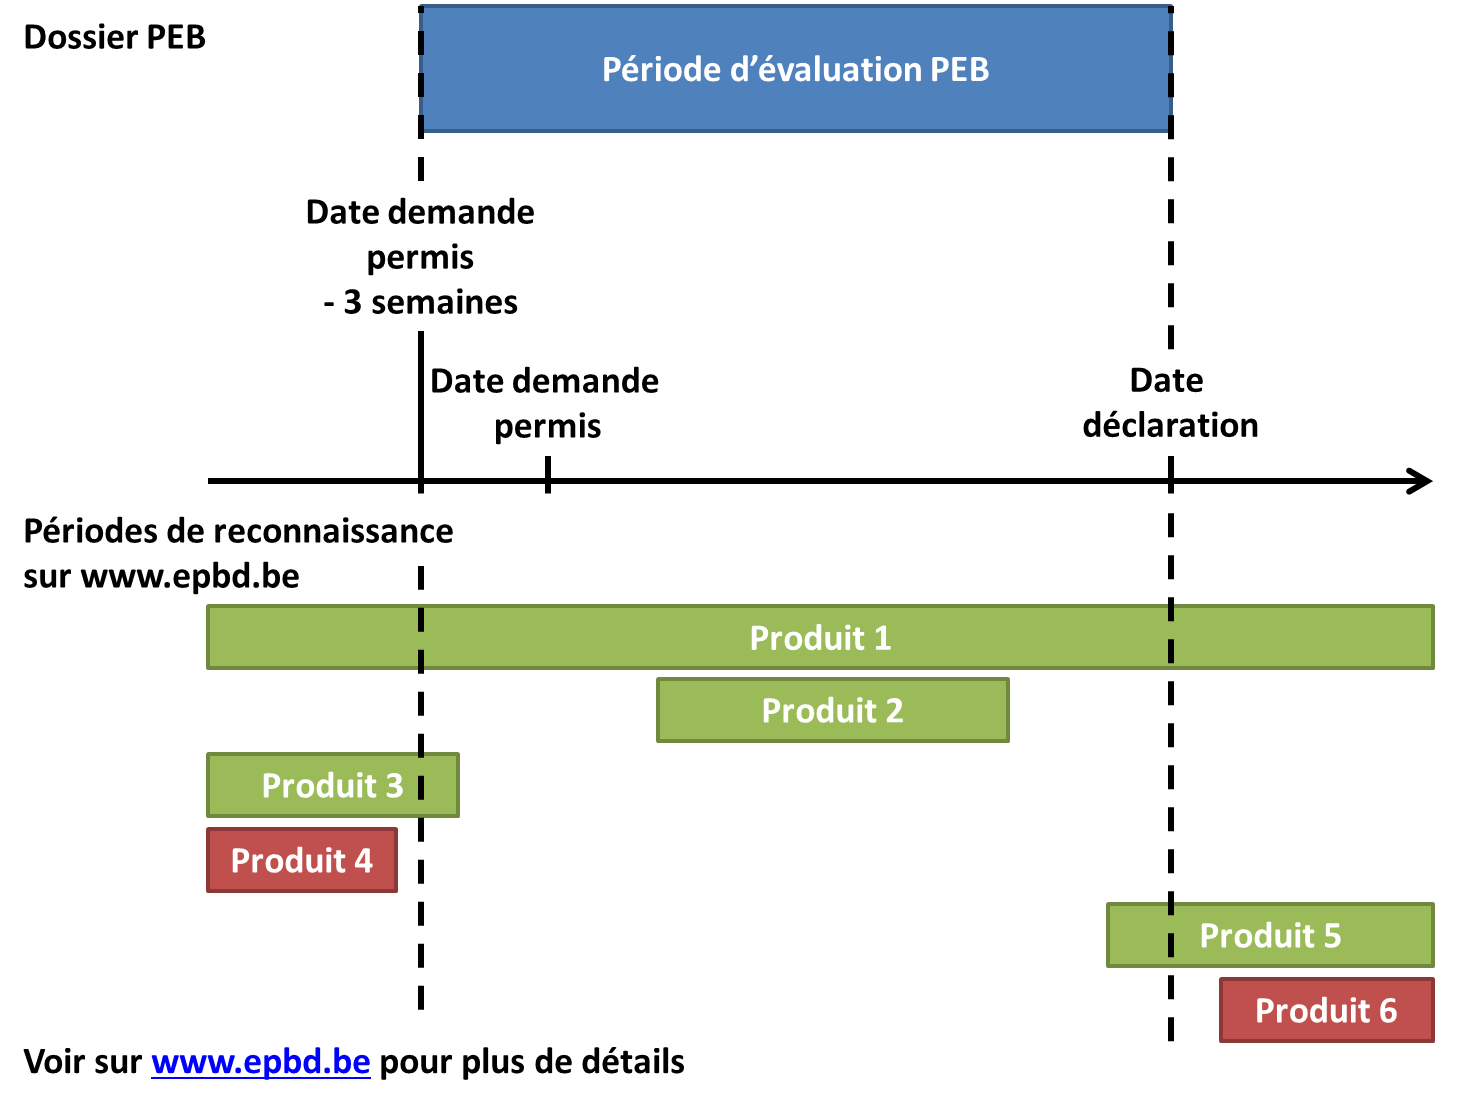 Dossier PEB
Période d’évaluation PEB
Date demande
permis
- 3 semaines
Date demande
permis
Date
déclaration
Périodes de reconnaissance
sur www.epbd.be
Produit 1
Produit 2
Produit 3
Produit 4
Produit 5
Produit 6
Voir sur www.epbd.be pour plus de détails